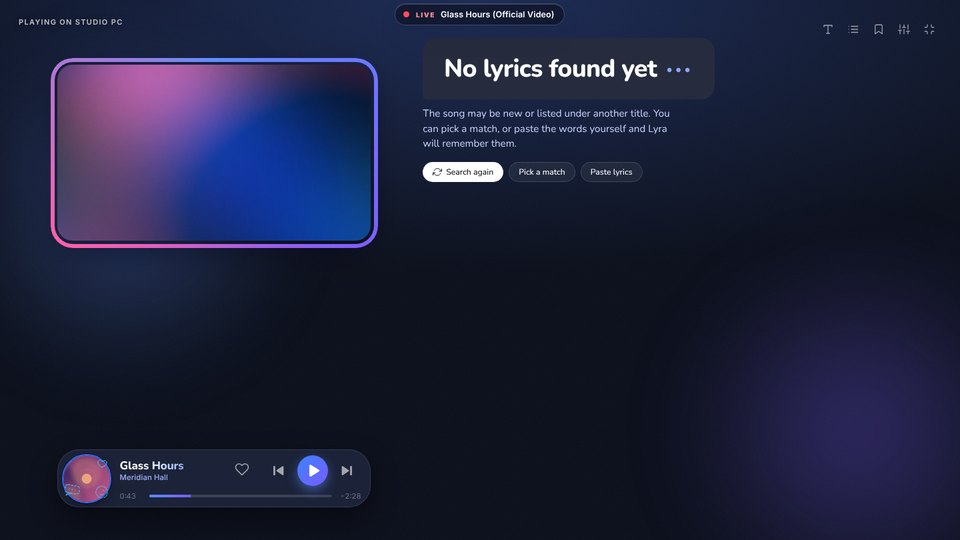 PLAYING ON STUDIO PC
LIVE Glass Hours (Official Video)
No lyrics found yet
The song may be new or listed under another title. You
can pick a match, or paste the words yourself and Lyra
will remember them.
Search again
Pick a match
Paste lyrics
Glass Hours
Meridian Hall
0:43
-2:28